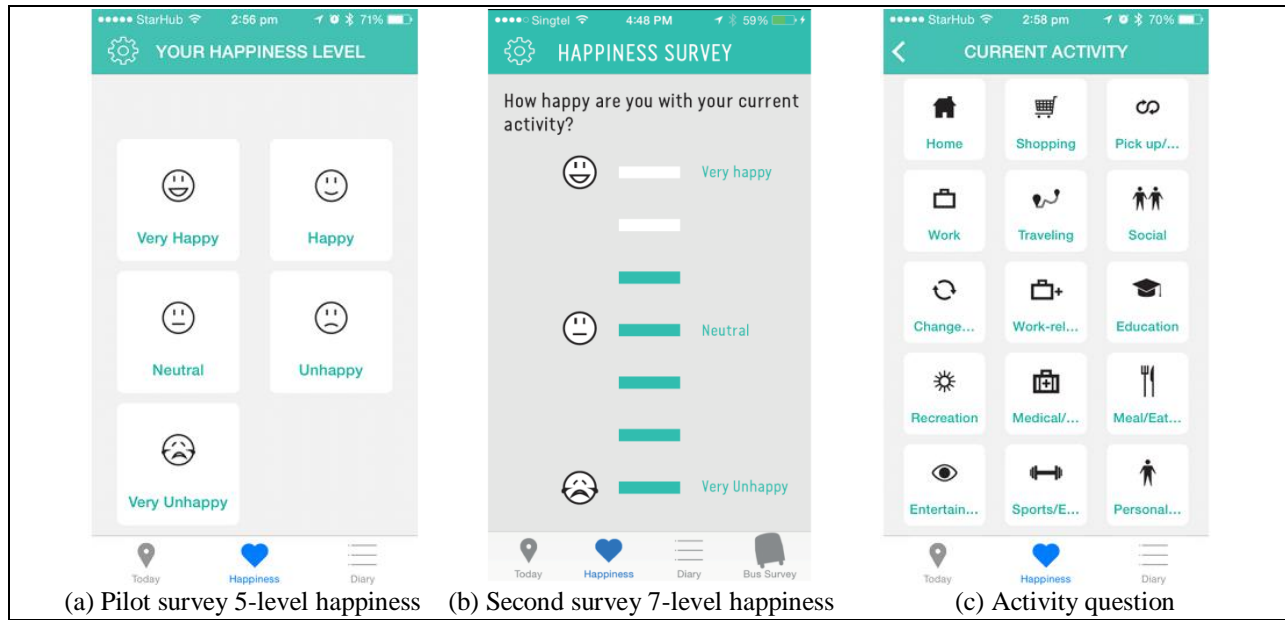 StarHub 2:56 pm 71%
YOUR HAPPINESS LEVEL
Very Happy Happy
Neutral Unhappy
Very Unhappy
Today Happiness Diary
(a) Pilot survey 5-level happiness
Singtel 4:48 PM 59%
HAPPINESS SURVEY
How happy are you with your current
activity?
Very happy
Neutral
Very Unhappy
Today Happiness Diary Bus Survey
(b) Second survey 7-level happiness
StarHub 2:58 pm 70%
CURRENT ACTIVITY
Home Shopping Pick up/...
Work Traveling Social
Change... Work-rel... Education
Recreation Medical/... Meal/Eat...
Entertain... Sports/E... Personal...
Today Happiness Diary
(c) Activity question